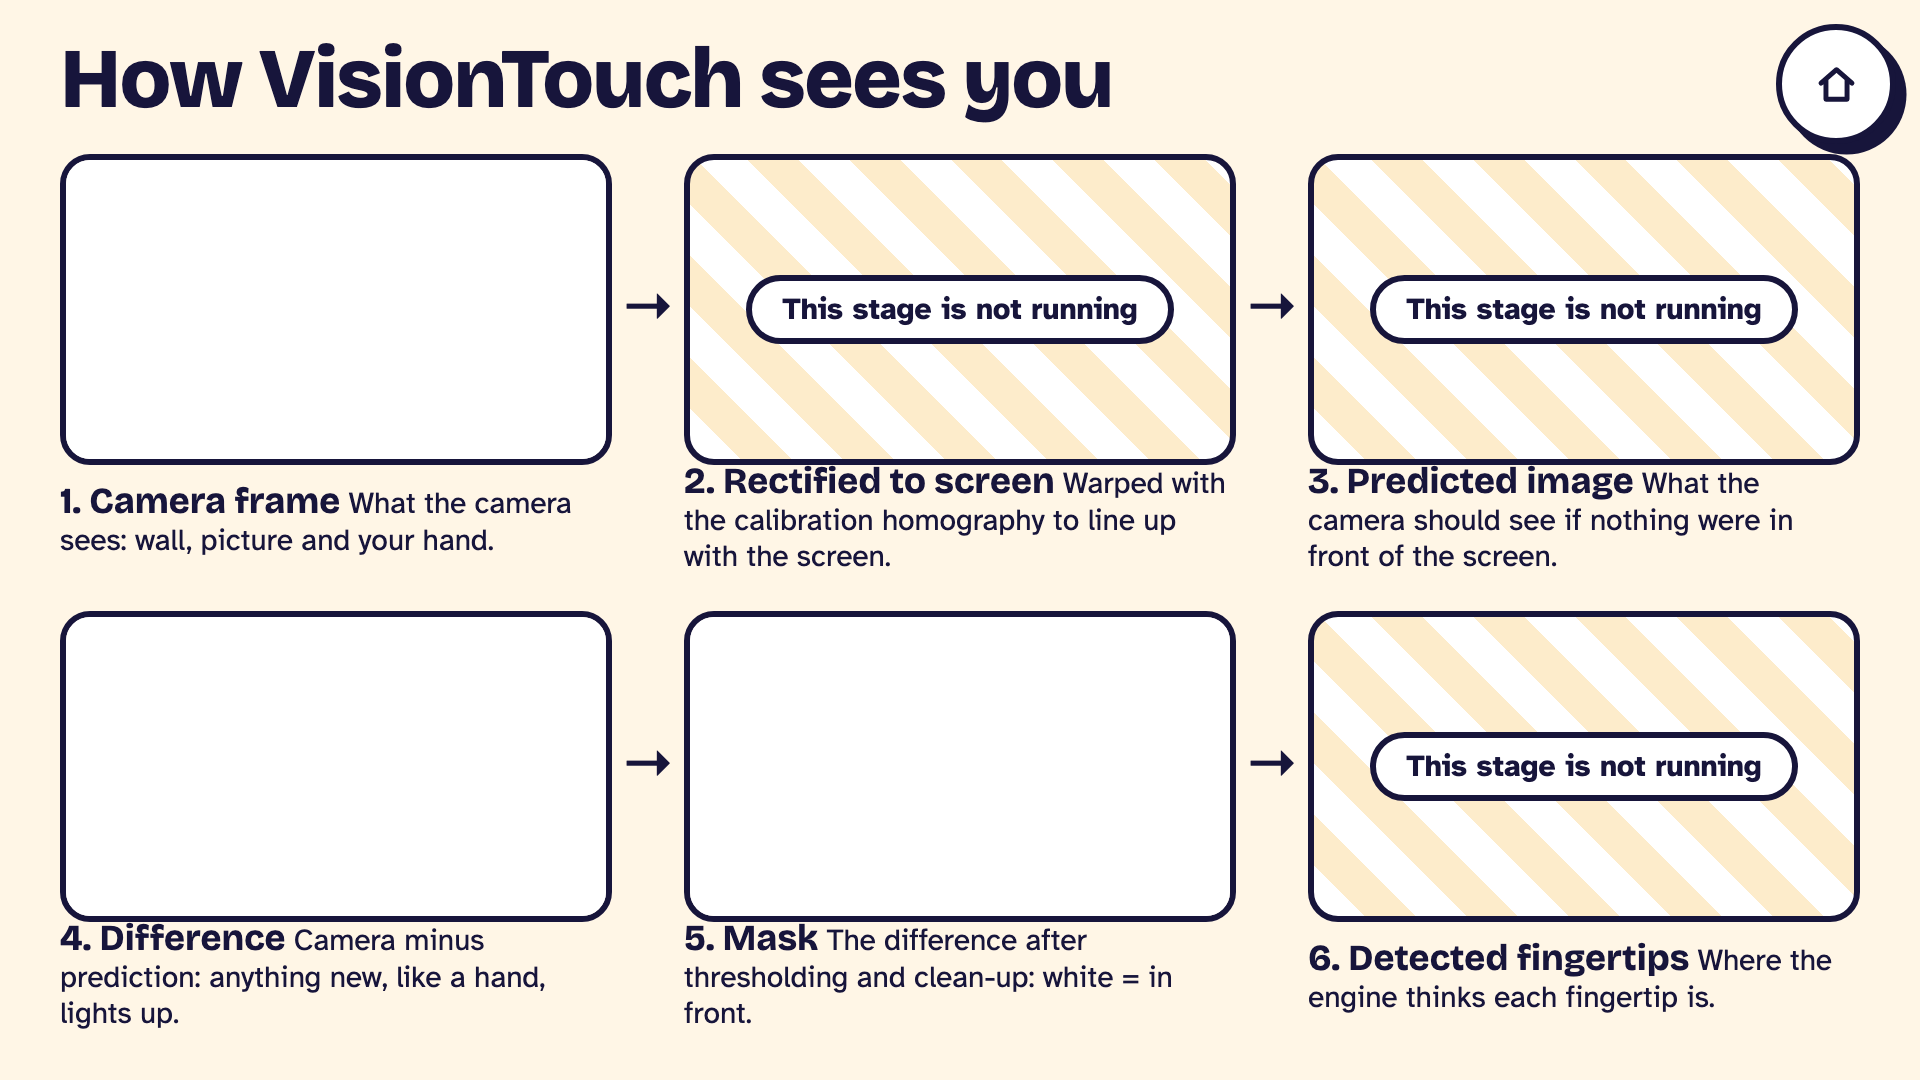 How VisionTouch sees you
This stage is not running
This stage is not running
1. Camera frame What the camera
sees: wall, picture and your hand.
2. Rectified to screen Warped with
the calibration homography to line up
with the screen.
3. Predicted image What the
camera should see if nothing were in
front of the screen.
This stage is not running
4. Difference Camera minus
prediction: anything new, like a hand,
lights up.
5. Mask The difference after
thresholding and clean-up: white = in
front.
6. Detected fingertips Where the
engine thinks each fingertip is.